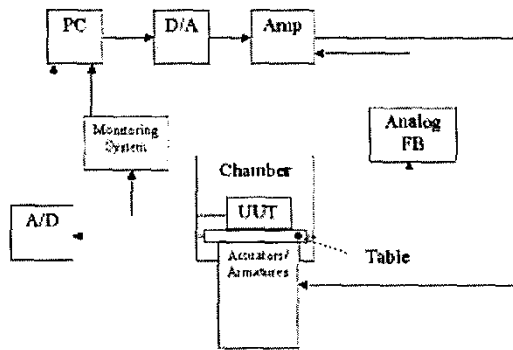 PC
D/A
Amp
Monitoring
System
Analog
FB
Chamber
A/D
UUT
Actuators/
Armatures
Table